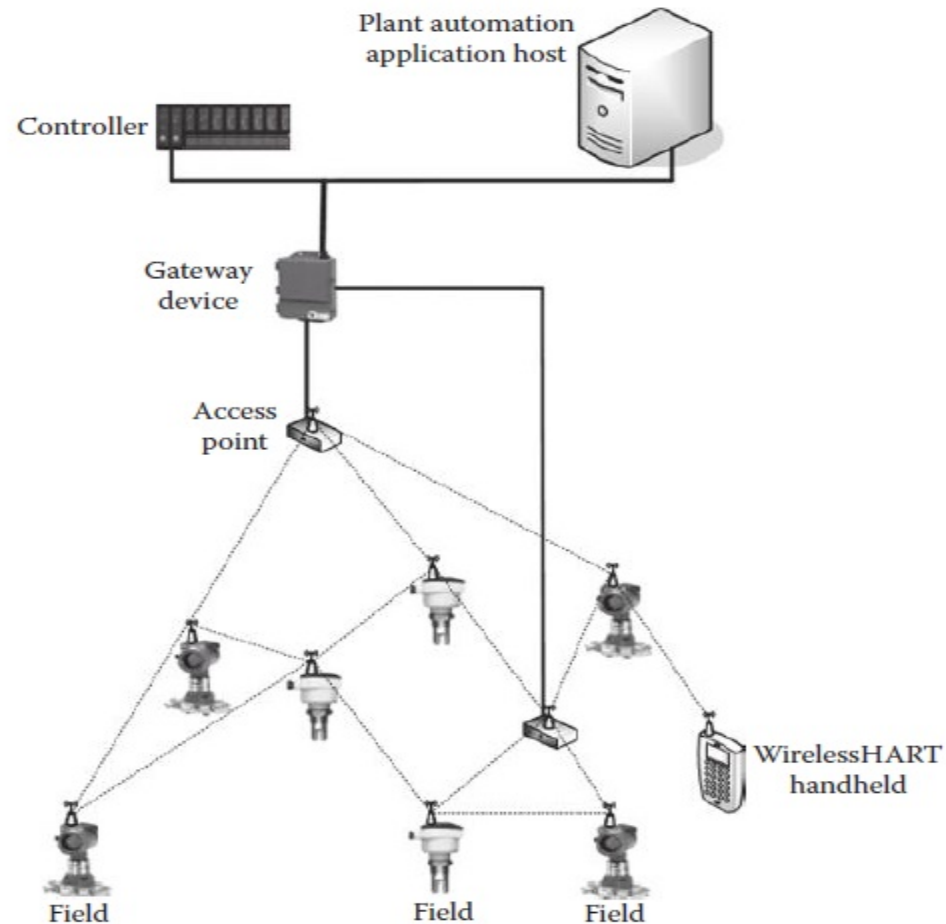 Plant automation
application host
Controller
Gateway
device
Access
point
WirelessHART
handheld
Field
Field
Field